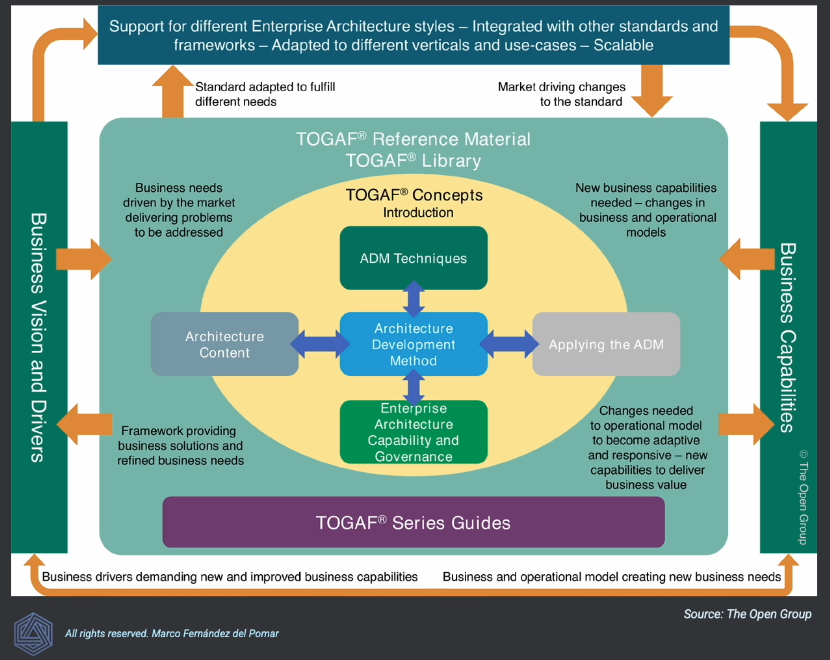 Support for different Enterprise Architecture styles – Integrated with other standards and
frameworks – Adapted to different verticals and use-cases – Scalable
Standard adapted to fulfill
different needs
Market driving changes
to the standard
TOGAF® Reference Material
TOGAF® Library
Business needs
driven by the market
delivering problems
to be addressed
TOGAF® Concepts
Introduction
New business capabilities
needed – changes in
business and operational
models
ADM Techniques
Business Vision and Drivers
Business Capabilities
Architecture
Content
Architecture
Development
Method
Applying the ADM
Enterprise
Architecture
Capability and
Governance
Framework providing
business solutions and
refined business needs
Changes needed
to operational model
to become adaptive
and responsive – new
capabilities to deliver
business value
© The Open Group
TOGAF® Series Guides
Business drivers demanding new and improved business capabilities
Business and operational model creating new business needs
Source: The Open Group
All rights reserved. Marco Fernández del Pomar